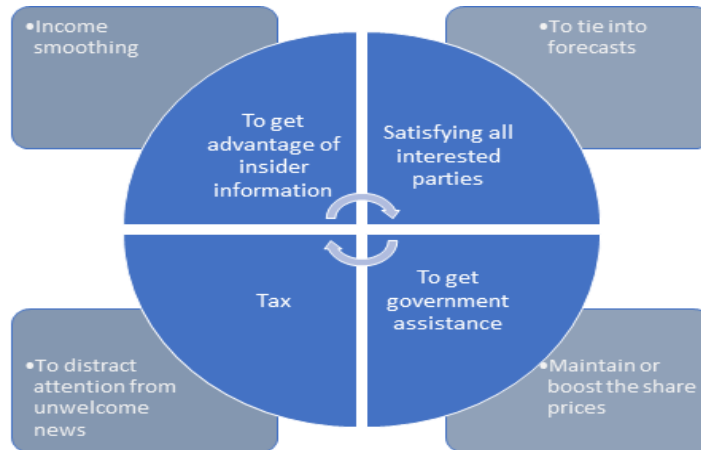 •Income
smoothing
•To tie into
forecasts
To get
advantage of
insider
information
Satisfying all
interested
parties
Tax
To get
government
assistance
•To distract
attention from
unwelcome
news
•Maintain or
boost the share
prices